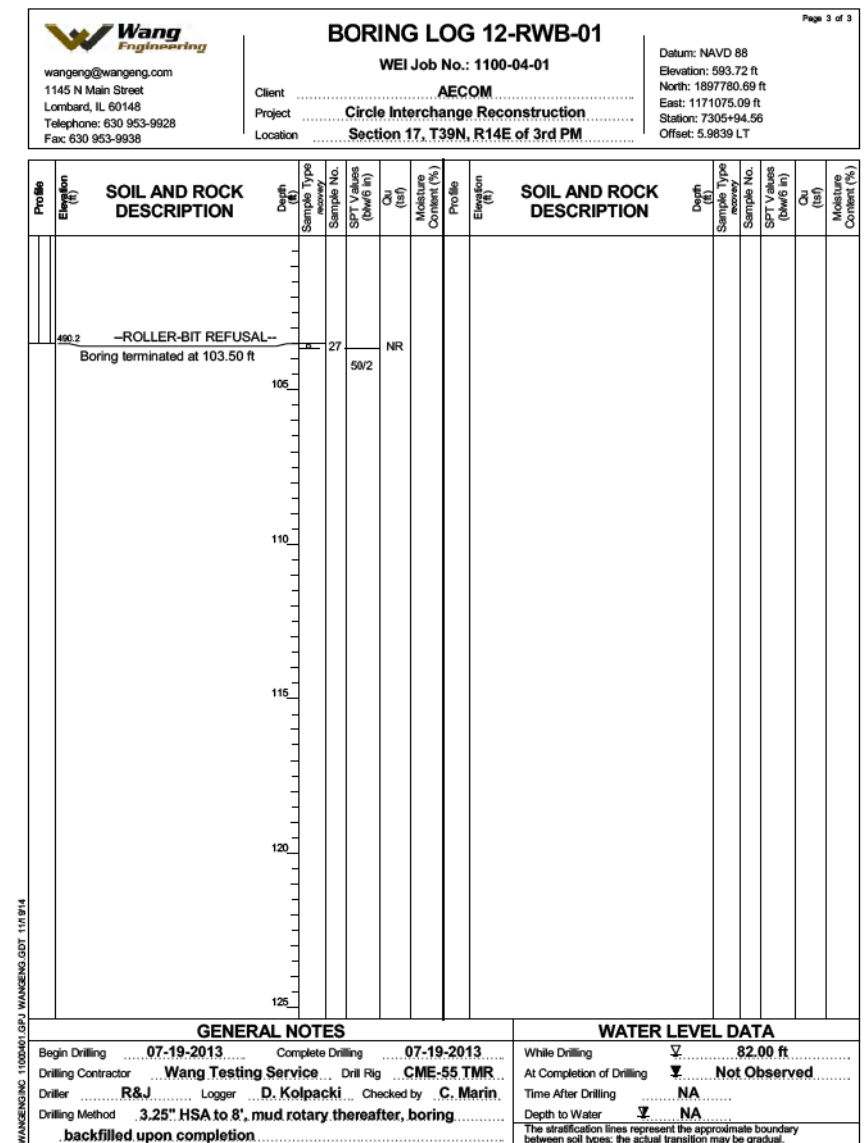 Page 3 of 3
Wang
Engineering
wangeng@wangeng.com
1145 N Main Street
Lombard, IL 60148
Telephone: 630 953-9928
Fax: 630 953-9938
BORING LOG 12-RWB-01
WEI Job No.: 1100-04-01
Client AECOM
Project Circle Interchange Reconstruction
Location Section 17, T39N, R14E of 3rd PM
Datum: NAVD 88
Elevation: 593.72 ft
North: 1897780.69 ft
East: 1171075.09 ft
Station: 7305+94.56
Offset: 5.9839 LT
Profile
Elevation
(ft)
SOIL AND ROCK
DESCRIPTION
Depth
(ft)
Sample Type
recovery
Sample No.
SPT Values
(blw/6 in)
Qu
(tsf)
Moisture
Content (%)
Profile
Elevation
(ft)
SOIL AND ROCK
DESCRIPTION
Depth
(ft)
Sample Type
recovery
Sample No.
SPT Values
(blw/6 in)
Qu
(tsf)
Moisture
Content (%)
490.2 --ROLLER-BIT REFUSAL--
27 NR
Boring terminated at 103.50 ft
50/2
105
110
115
120
125
GENERAL NOTES
Begin Drilling 07-19-2013 Complete Drilling 07-19-2013
Drilling Contractor Wang Testing Service Drill Rig CME-55 TMR
Driller R&J Logger D. Kolpacki Checked by C. Marin
Drilling Method 3.25" HSA to 8', mud rotary thereafter, boring
backfilled upon completion
WATER LEVEL DATA
While Drilling 82.00 ft
At Completion of Drilling Not Observed
Time After Drilling NA
Depth to Water NA
The stratification lines represent the approximate boundary
between soil types; the actual transition may be gradual.
WANGENGINC 11000401.GPJ WANGENG.GDT 11/19/14